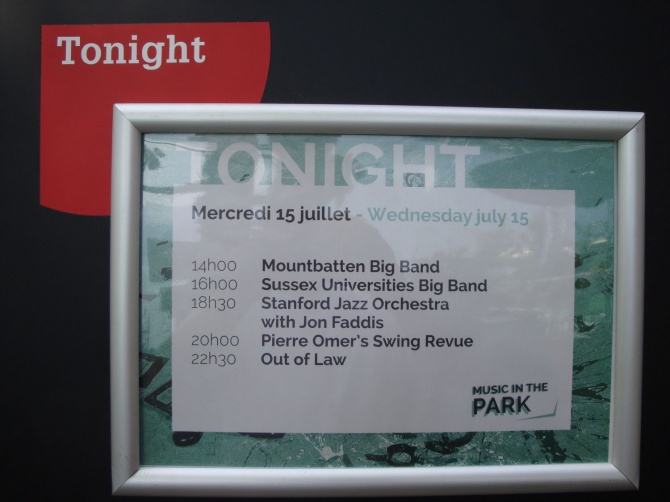 Tonight
TONIGHT
Mercredi 15 juillet - Wednesday july 15
14h00 Mountbatten Big Band
16h00 Sussex Universities Big Band
18h30 Stanford Jazz Orchestra
with Jon Faddis
20h00 Pierre Omer's Swing Revue
22h30 Out of Law
MUSIC IN THE
PARK